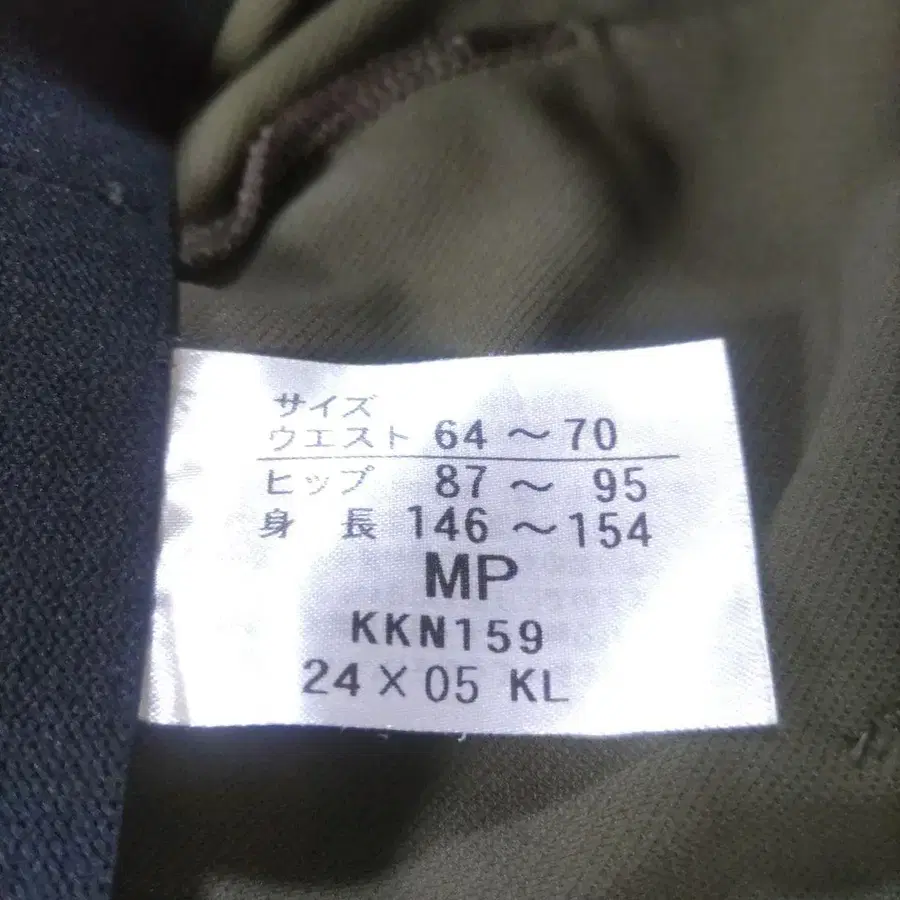 サイズ
ウエスト 64 ～ 70
ヒップ 87 ～ 95
身長 146 ～ 154
MP
KKN159
24 × 05 KL